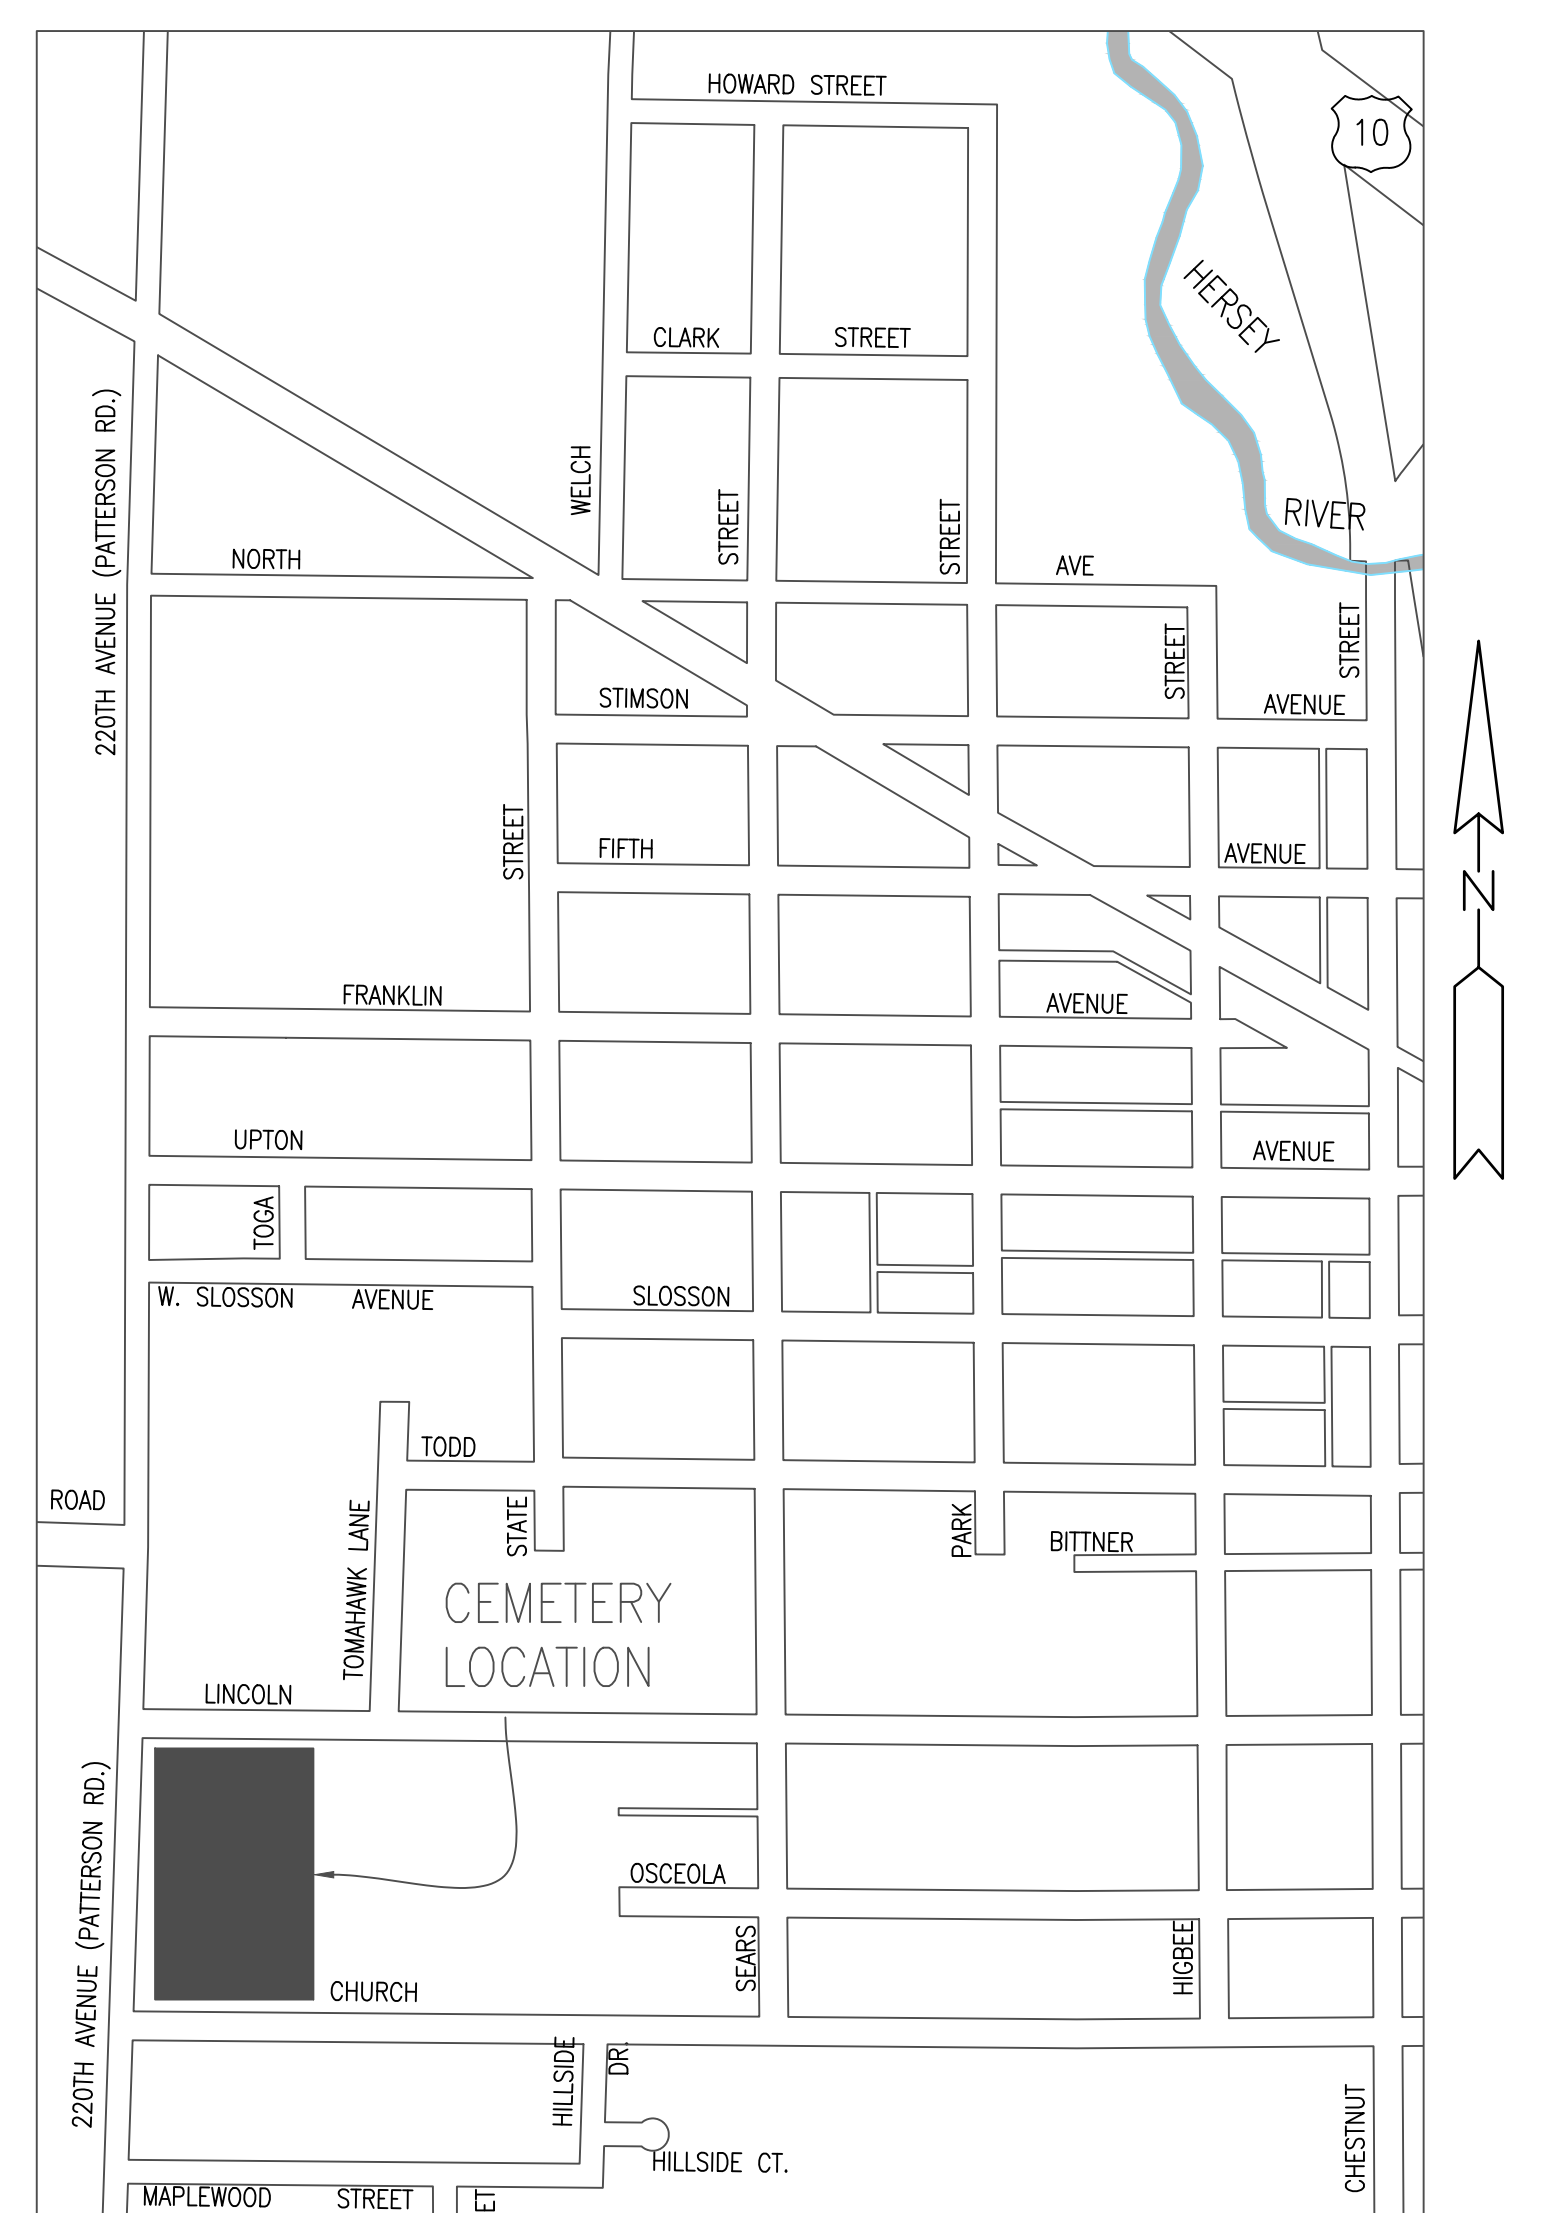 HOWARD STREET
10
HERSEY
CLARK STREET
220TH AVENUE (PATTERSON RD.)
WELCH
STREET
STREET
RIVER
NORTH AVE
STREET
STREET
STIMSON AVENUE
STREET
FIFTH AVENUE
N
FRANKLIN AVENUE
UPTON AVENUE
TOGA
W. SLOSSON AVENUE SLOSSON
TODD
ROAD
TOMAHAWK LANE
STATE
PARK
BITTNER
CEMETERY
LOCATION
LINCOLN
220TH AVENUE (PATTERSON RD.)
OSCEOLA
SEARS
HIGBEE
CHURCH
HILLSIDE DR.
CHESTNUT
HILLSIDE CT.
MAPLEWOOD STREET
ET